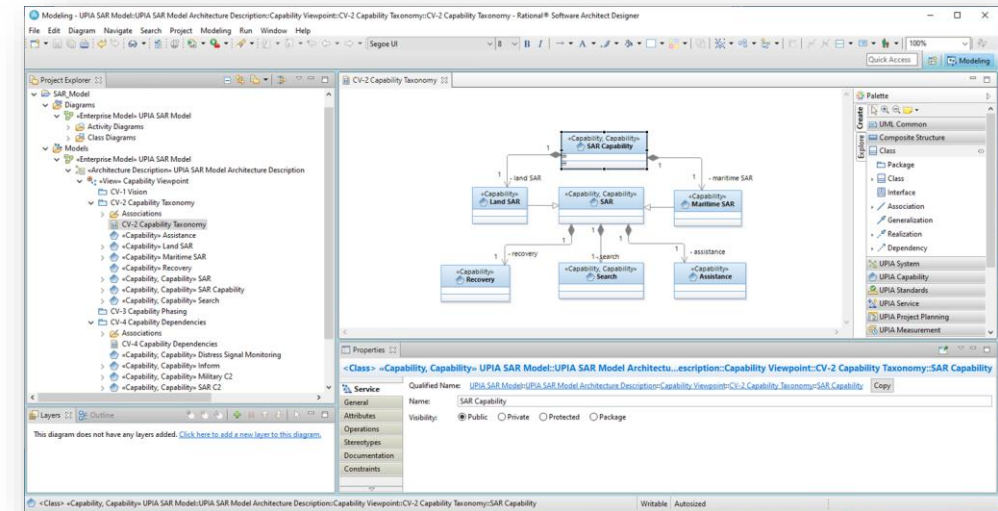 Modeling - UPIA SAR Model::UPIA SAR Model Architecture Description::Capability Viewpoint::CV-2 Capability Taxonomy::CV-2 Capability Taxonomy - Rational® Software Architect Designer
File Edit Diagram Navigate Search Project Modeling Run Window Help
Segoe UI 8 B I A 100%
Quick Access Modeling
Project Explorer
SAR_Model
Diagrams
«Enterprise Model» UPIA SAR Model
Activity Diagrams
Class Diagrams
Models
«Enterprise Model» UPIA SAR Model
«Architecture Description» UPIA SAR Model Architecture Description
«View» Capability Viewpoint
CV-1 Vision
CV-2 Capability Taxonomy
Associations
CV-2 Capability Taxonomy
«Capability» Assistance
«Capability» Land SAR
«Capability» Maritime SAR
«Capability» Recovery
«Capability, Capability» SAR
«Capability, Capability» SAR Capability
«Capability, Capability» Search
CV-3 Capability Phasing
CV-4 Capability Dependencies
Associations
CV-4 Capability Dependencies
«Capability, Capability» Distress Signal Monitoring
«Capability, Capability» Inform
«Capability, Capability» Military C2
«Capability, Capability» SAR C2
Layers Outline
This diagram does not have any layers added. Click here to add a new layer to this diagram.
CV-2 Capability Taxonomy
«Capability, Capability»
SAR Capability
1 1
1 - land SAR
1 - maritime SAR
«Capability»
Land SAR
«Capability, Capability»
SAR
«Capability»
Maritime SAR
1 1 1
1 - recovery
1 - search
1 - assistance
«Capability»
Recovery
«Capability, Capability»
Search
«Capability»
Assistance
Palette
Create
Explore
UML Common
Composite Structure
Class
Package
Class
Interface
Association
Generalization
Realization
Dependency
UPIA System
UPIA Capability
UPIA Standards
UPIA Service
UPIA Project Planning
UPIA Measurement
Properties
<Class> «Capability, Capability» UPIA SAR Model::UPIA SAR Model Architectu...escription::Capability Viewpoint::CV-2 Capability Taxonomy::SAR Capability
Service
General
Attributes
Operations
Stereotypes
Documentation
Constraints
Qualified Name: UPIA SAR Model::UPIA SAR Model Architecture Description::Capability Viewpoint::CV-2 Capability Taxonomy::SAR Capability Copy
Name: SAR Capability
Visibility: Public Private Protected Package
<Class> «Capability, Capability» UPIA SAR Model::UPIA SAR Model Architecture Description::Capability Viewpoint::CV-2 Capability Taxonomy::SAR Capability Writable Autosized